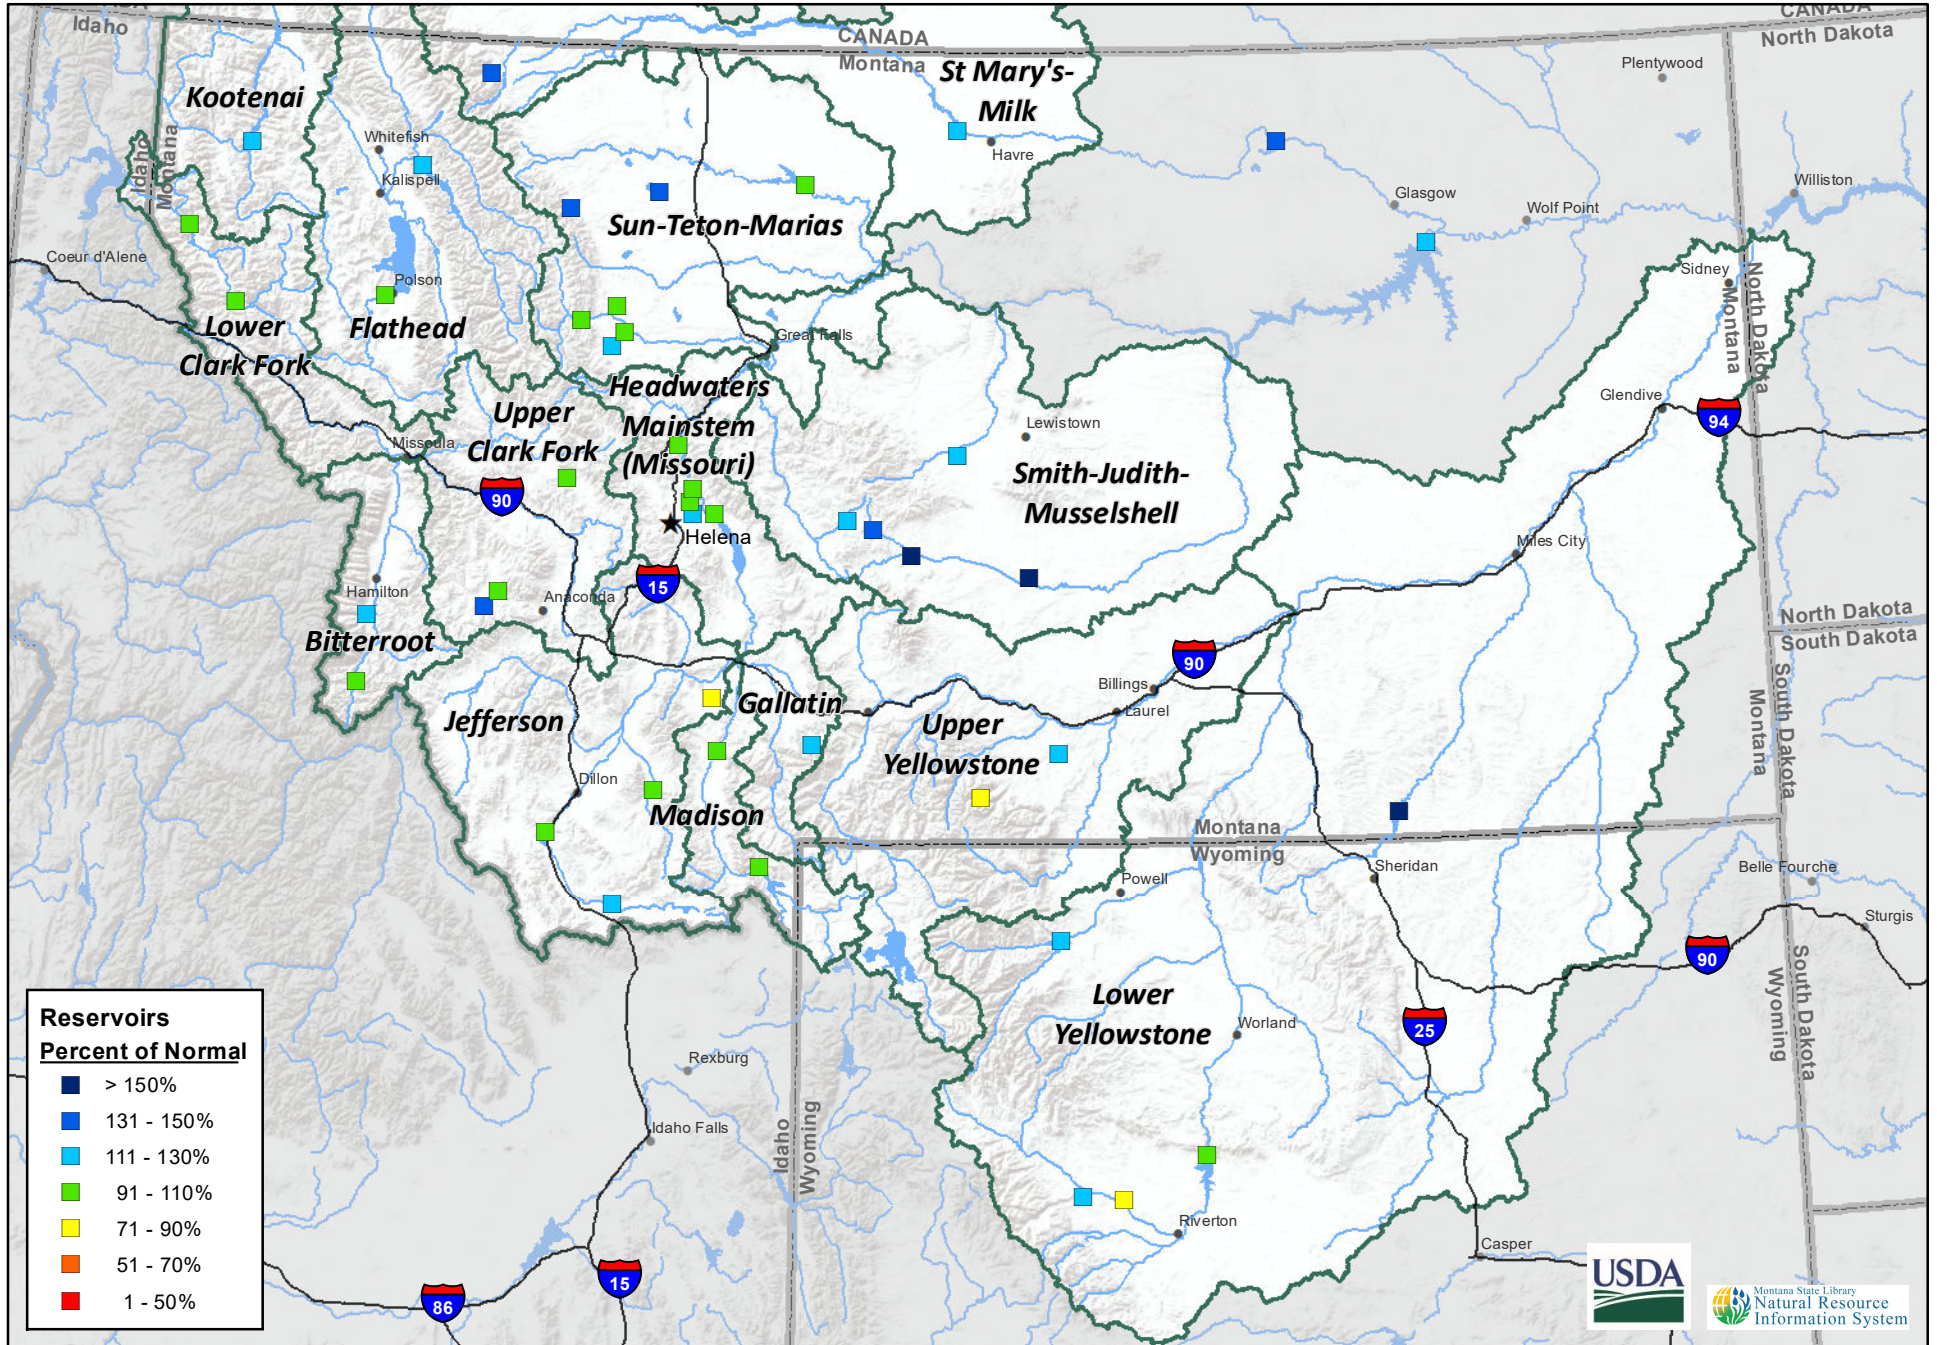 CANADA
Idaho
CANADA
Montana
CANADA
North Dakota
Plentywood
St Mary's-
Milk
Kootenai
Whitefish
Havre
Idaho
Montana
Kalispell
Glasgow
Williston
Wolf Point
Sun-Teton-Marias
Coeur d'Alene
Polson
Sidney
Montana
North Dakota
Lower
Clark Fork
Flathead
Great Falls
Headwaters
Mainstem
(Missouri)
Upper
Clark Fork
Glendive
94
Lewistown
Missoula
Smith-Judith-
Musselshell
90
Helena
Miles City
15
Hamilton
Anaconda
North Dakota
South Dakota
Bitterroot
90
Billings
Laurel
Montana
South Dakota
Jefferson
Gallatin
Upper
Yellowstone
Dillon
Madison
Montana
Wyoming
Sheridan
Powell
Belle Fourche
Sturgis
90
Lower
Yellowstone
Worland
25
Wyoming
South Dakota
Rexburg
Idaho Falls
Idaho
Wyoming
Riverton
Casper
15
86
Reservoirs
Percent of Normal
> 150%
131 - 150%
111 - 130%
91 - 110%
71 - 90%
51 - 70%
1 - 50%
USDA
Montana State Library
Natural Resource
Information System